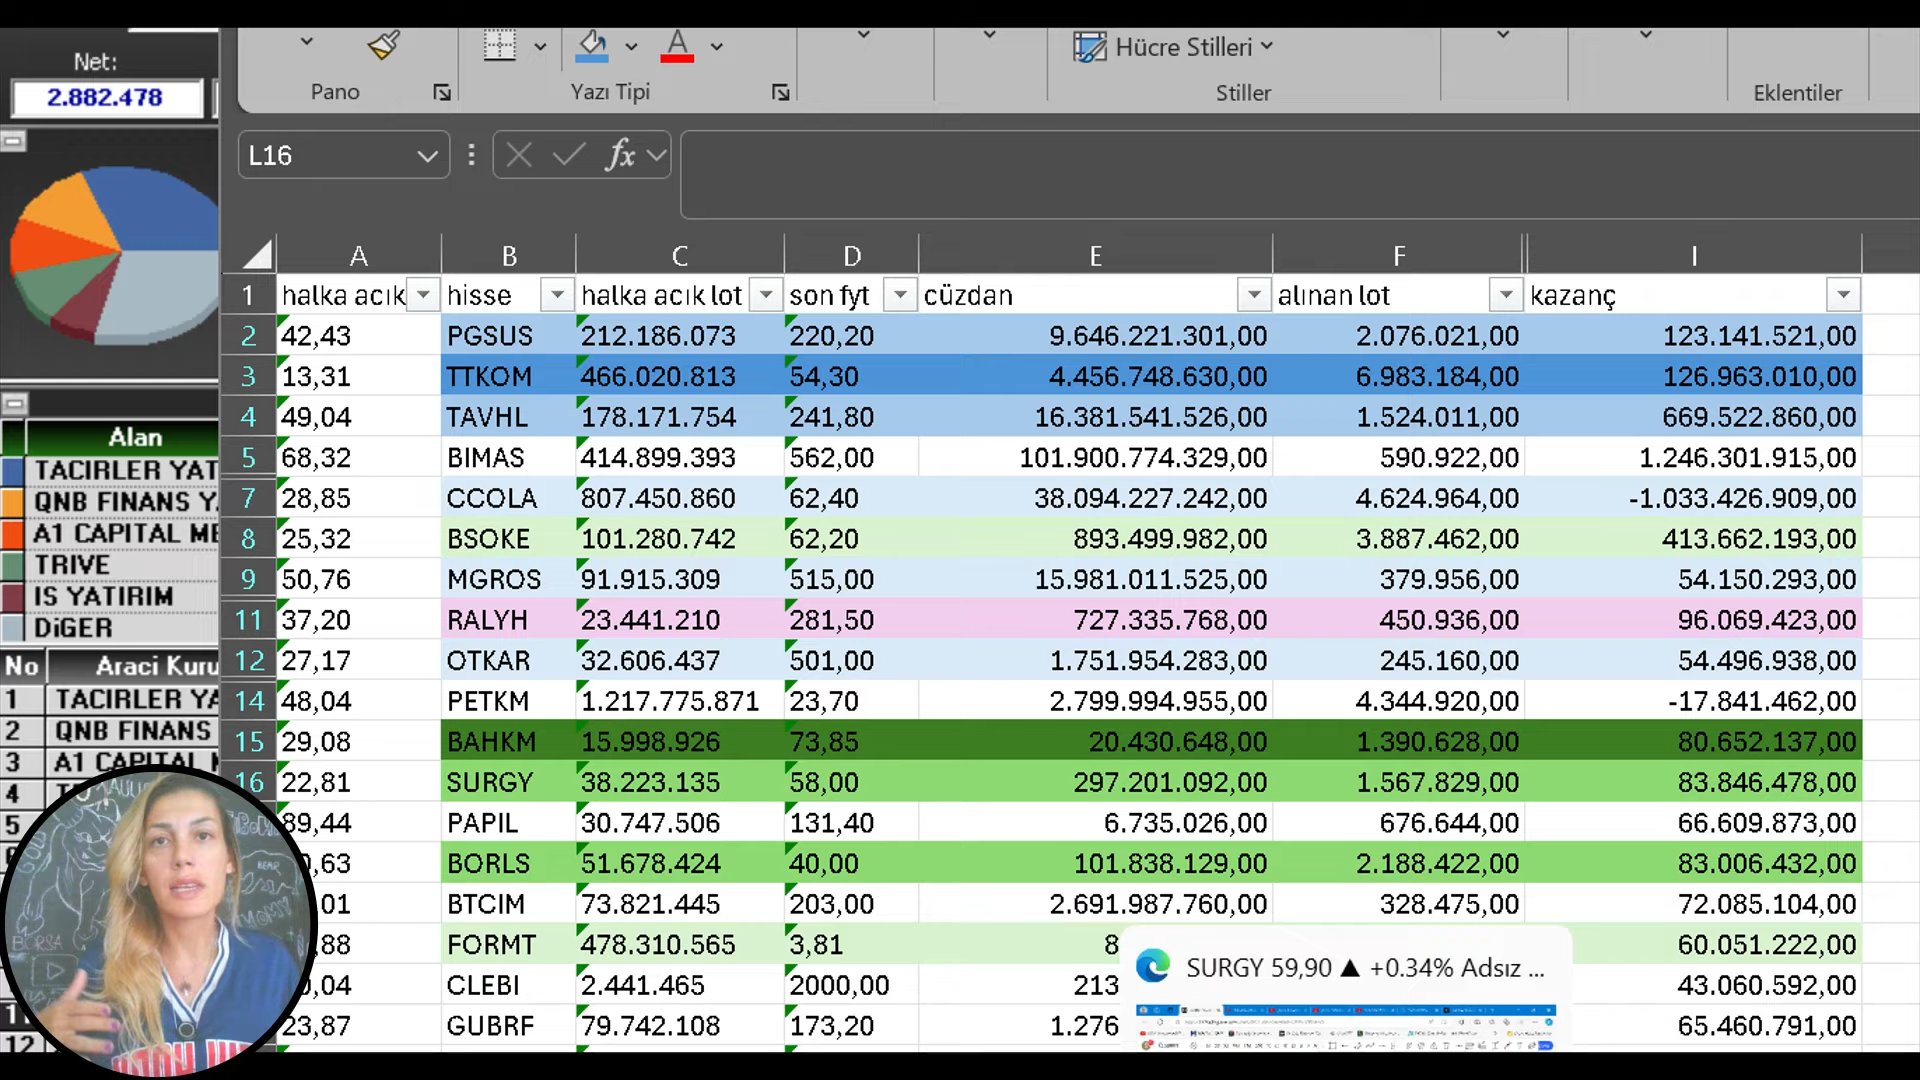 Net:
2.882.478
Pano
Yazı Tipi
Hücre Stilleri
Stiller
Eklentiler
L16
fx
A B C D E F I
1 halka acık hisse halka acık lot son fyt cüzdan alınan lot kazanç
2 42,43 PGSUS 212.186.073 220,20 9.646.221.301,00 2.076.021,00 123.141.521,00
3 13,31 TTKOM 466.020.813 54,30 4.456.748.630,00 6.983.184,00 126.963.010,00
4 49,04 TAVHL 178.171.754 241,80 16.381.541.526,00 1.524.011,00 669.522.860,00
5 68,32 BIMAS 414.899.393 562,00 101.900.774.329,00 590.922,00 1.246.301.915,00
7 28,85 CCOLA 807.450.860 62,40 38.094.227.242,00 4.624.964,00 -1.033.426.909,00
8 25,32 BSOKE 101.280.742 62,20 893.499.982,00 3.887.462,00 413.662.193,00
9 50,76 MGROS 91.915.309 515,00 15.981.011.525,00 379.956,00 54.150.293,00
11 37,20 RALYH 23.441.210 281,50 727.335.768,00 450.936,00 96.069.423,00
12 27,17 OTKAR 32.606.437 501,00 1.751.954.283,00 245.160,00 54.496.938,00
14 48,04 PETKM 1.217.775.871 23,70 2.799.994.955,00 4.344.920,00 -17.841.462,00
15 29,08 BAHKM 15.998.926 73,85 20.430.648,00 1.390.628,00 80.652.137,00
16 22,81 SURGY 38.223.135 58,00 297.201.092,00 1.567.829,00 83.846.478,00
89,44 PAPIL 30.747.506 131,40 6.735.026,00 676.644,00 66.609.873,00
,63 BORLS 51.678.424 40,00 101.838.129,00 2.188.422,00 83.006.432,00
01 BTCIM 73.821.445 203,00 2.691.987.760,00 328.475,00 72.085.104,00
,88 FORMT 478.310.565 3,81 8 60.051.222,00
,04 CLEBI 2.441.465 2000,00 213 43.060.592,00
23,87 GUBRF 79.742.108 173,20 1.276 65.460.791,00
SURGY 59,90 ▲ +0.34% Adsız ...
Alan
TACIRLER YAT
QNB FINANS Y
A1 CAPITAL ME
TRIVE
IS YATIRIM
DiGER
No Araci Kuru
1 TACIRLER YA
2 QNB FINANS
3 A1 CAPITAL
4
5
12
BEAR
BORSA